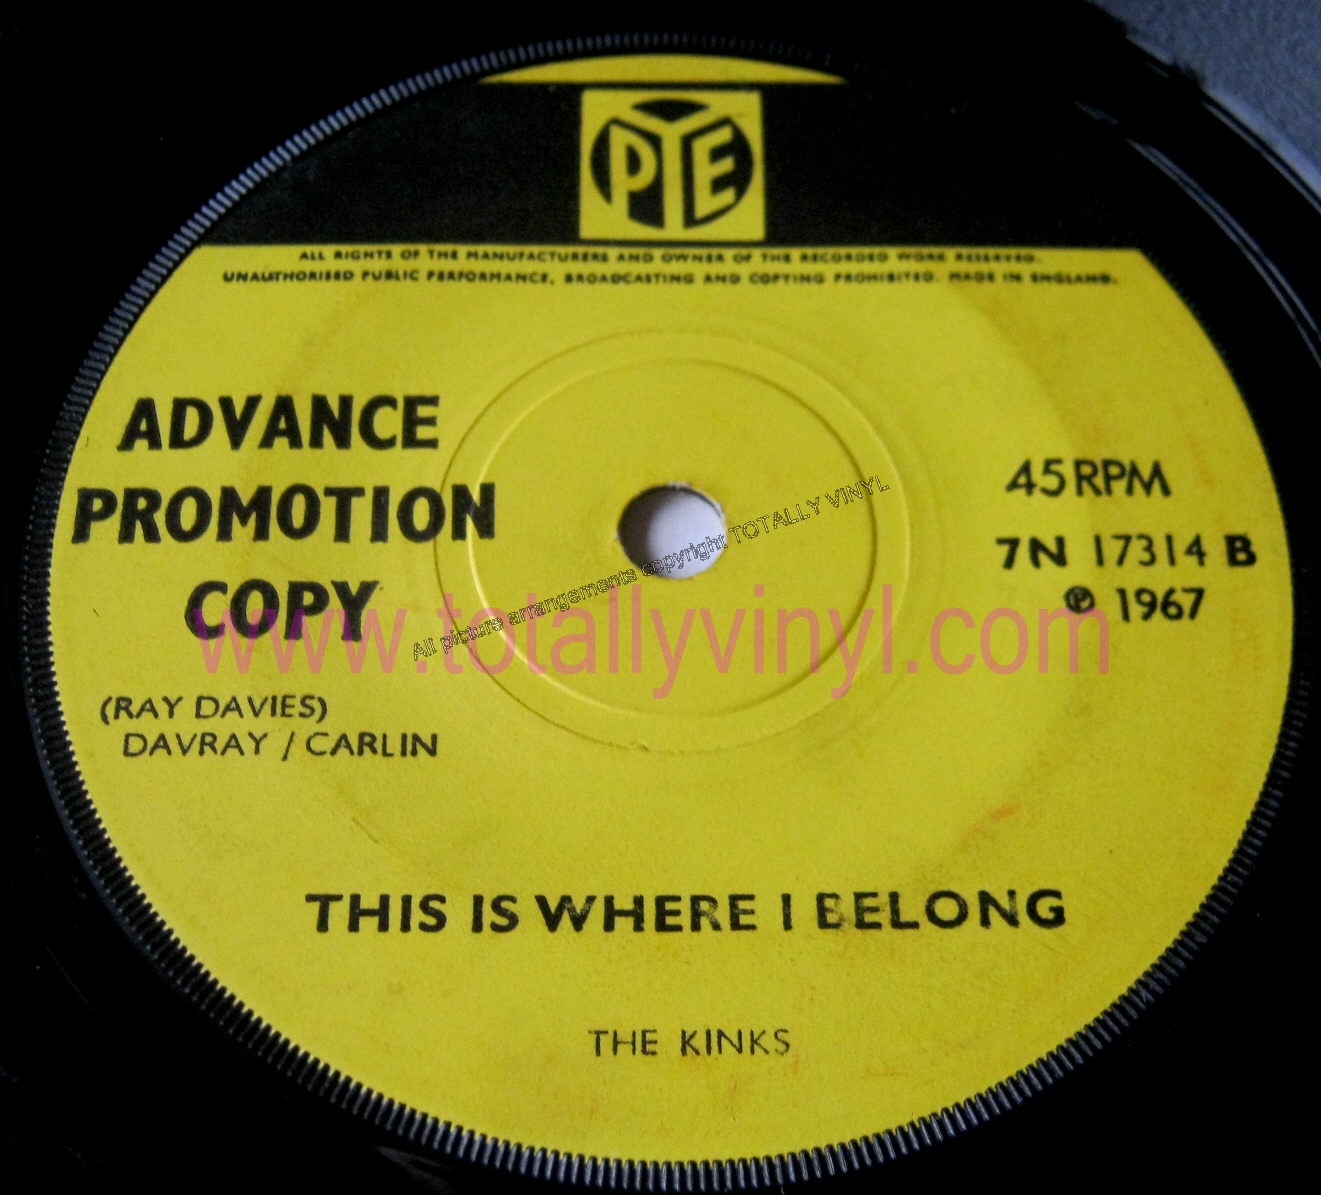 PYE
ALL RIGHTS OF THE MANUFACTURERS AND OWNER OF THE RECORDED WORK RESERVED.
UNAUTHORISED PUBLIC PERFORMANCE, BROADCASTING AND COPYING PROHIBITED. MADE IN ENGLAND.
ADVANCE
PROMOTION
COPY
45 RPM
7N 17314 B
℗ 1967
All picture arrangements copyright TOTALLY VINYL
www.totallyvinyl.com
(RAY DAVIES)
DAVRAY / CARLIN
THIS IS WHERE I BELONG
THE KINKS